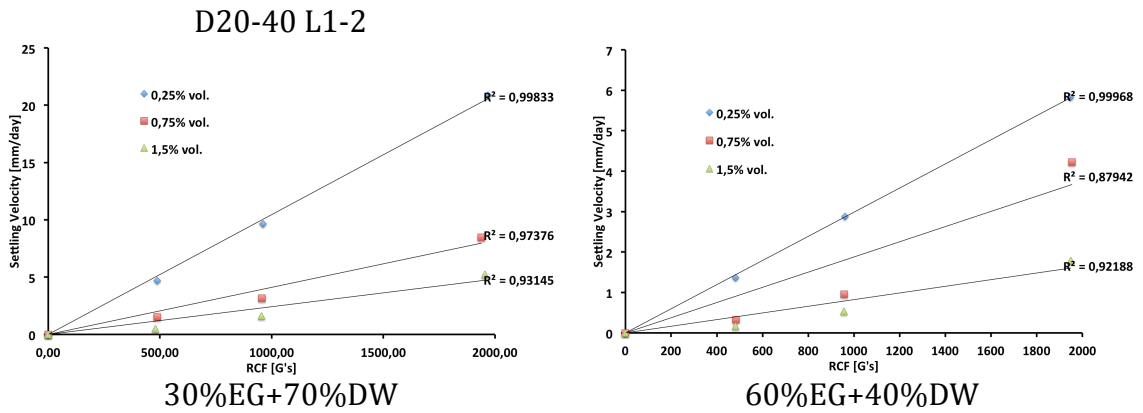 D20-40 L1-2
25
20
15
10
5
0
Settling Velocity [mm/day]
0,25% vol.
0,75% vol.
1,5% vol.
R² = 0,99833
R² = 0,97376
R² = 0,93145
0,00 500,00 1000,00 1500,00 2000,00
RCF [G's]
30%EG+70%DW
7
6
5
4
3
2
1
0
Settling Velocity [mm/day]
0,25% vol.
0,75% vol.
1,5% vol.
R² = 0,99968
R² = 0,87942
R² = 0,92188
0 200 400 600 800 1000 1200 1400 1600 1800 2000
RCF [G's]
60%EG+40%DW